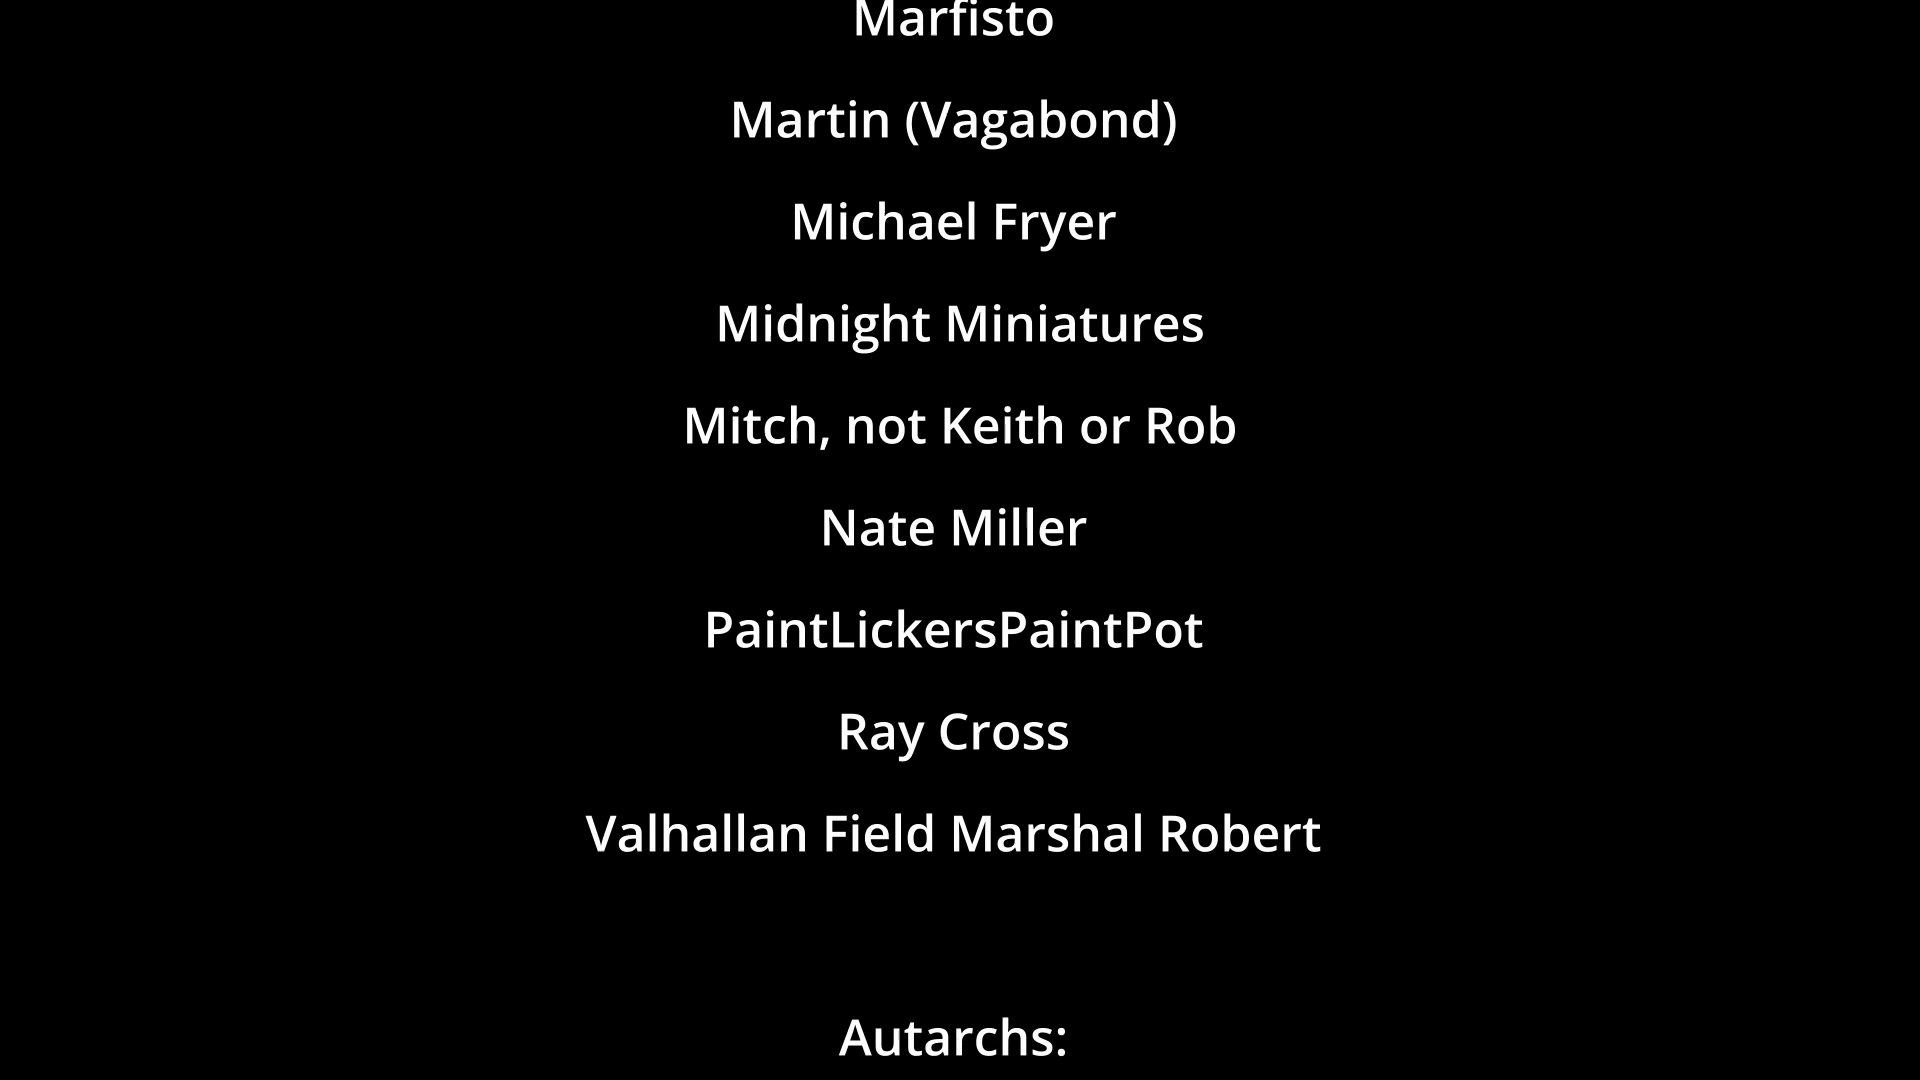 Marfisto
Martin (Vagabond)
Michael Fryer
Midnight Miniatures
Mitch, not Keith or Rob
Nate Miller
PaintLickersPaintPot
Ray Cross
Valhallan Field Marshal Robert
Autarchs: